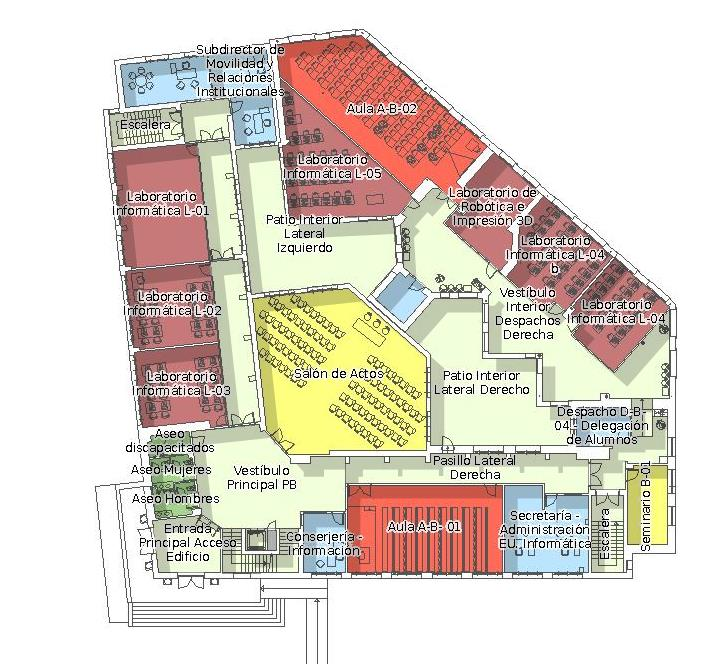 Subdirector de
Movilidad y
Relaciones
Institucionales
Aula A-B-02
Escalera
Laboratorio
Informática L-05
Laboratorio
Informática L-01
Laboratorio de
Robótica e
Impresión 3D
Patio Interior
Lateral
Izquierdo
Laboratorio
Informática L-04
b
Laboratorio
Informática L-02
Vestíbulo
Interior
Despachos
Derecha
Laboratorio
Informática L-04
Laboratorio
Informática L-03
Salón de Actos
Patio Interior
Lateral Derecho
Despacho D-B-
04 - Delegación
de Alumnos
Aseo
discapacitados
Aseo Mujeres
Aseo Hombres
Vestíbulo
Principal PB
Pasillo Lateral
Derecha
Seminario B-01
Entrada
Principal Acceso
Edificio
Conserjería -
Información
Aula A-B- 01
Secretaría -
Administración
EU. Informática
Escalera